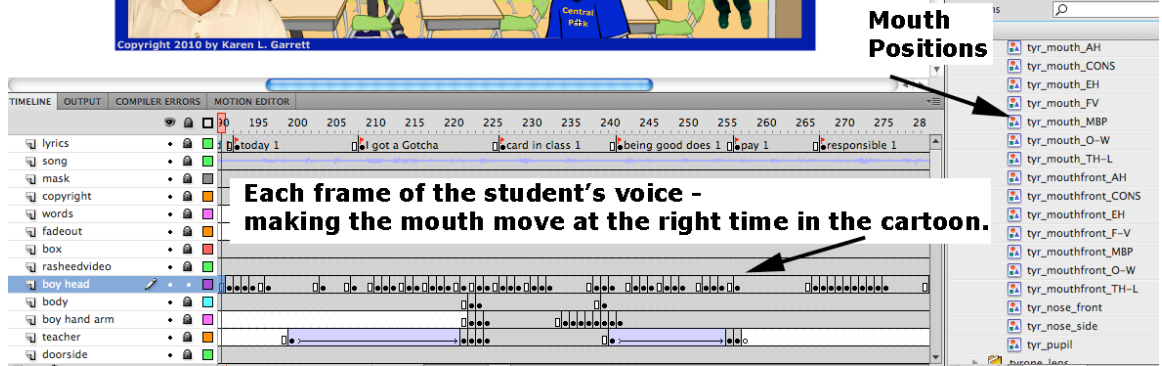 Central
Park
Copyright 2010 by Karen L. Garrett
Mouth
Positions
TIMELINE OUTPUT COMPILER ERRORS MOTION EDITOR
195 200 205 210 215 220 225 230 235 240 245 250 255 260 265 270 275 28
lyrics today 1 I got a Gotcha card in class 1 being good does 1 pay 1 responsible 1
song
mask
copyright
words
fadeout
box
rasheedvideo
boy head
body
boy hand arm
teacher
doorside
Each frame of the student's voice -
making the mouth move at the right time in the cartoon.
tyr_mouth_AH
tyr_mouth_CONS
tyr_mouth_EH
tyr_mouth_FV
tyr_mouth_MBP
tyr_mouth_O-W
tyr_mouth_TH-L
tyr_mouthfront_AH
tyr_mouthfront_CONS
tyr_mouthfront_EH
tyr_mouthfront_F-V
tyr_mouthfront_MBP
tyr_mouthfront_O-W
tyr_mouthfront_TH-L
tyr_nose_front
tyr_nose_side
tyr_pupil